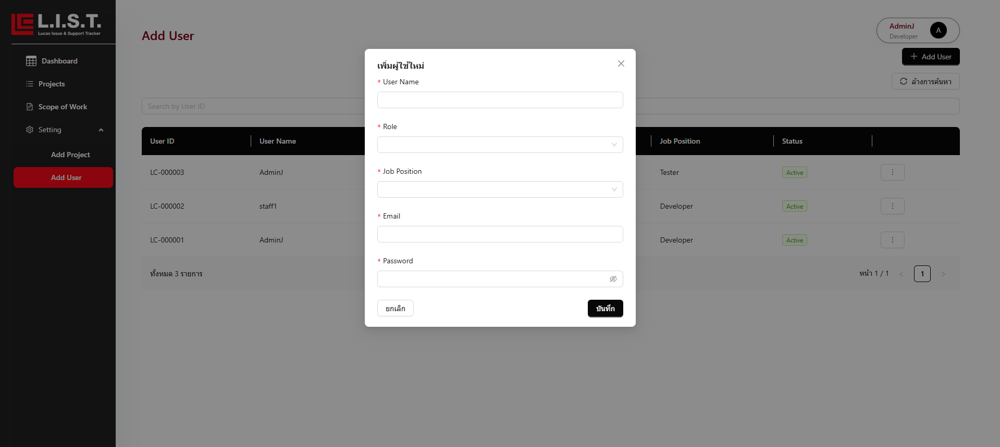 L.I.S.T.
Lucas Issue & Support Tracker
Dashboard
Projects
Scope of Work
Setting
Add Project
Add User
Add User
AdminJ
Developer
A
Add User
ล้างการค้นหา
Search by User ID
User ID
User Name
Job Position
Status
LC-000003
AdminJ
Tester
Active
LC-000002
staff1
Developer
Active
LC-000001
AdminJ
Developer
Active
ทั้งหมด 3 รายการ
หน้า 1 / 1
1
เพิ่มผู้ใช้ใหม่
* User Name
* Role
* Job Position
* Email
* Password
ยกเลิก
บันทึก